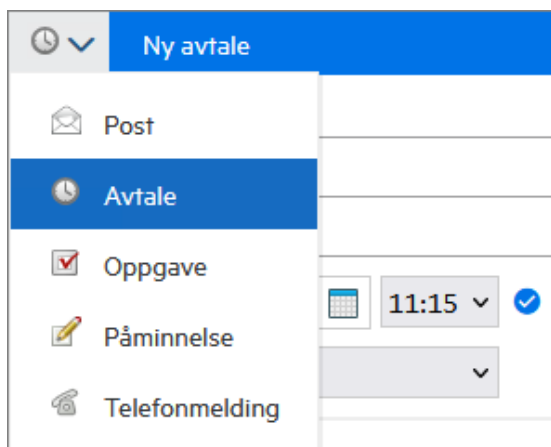 Ny avtale
Post
Avtale
Oppgave
11:15
Påminnelse
Telefonmelding